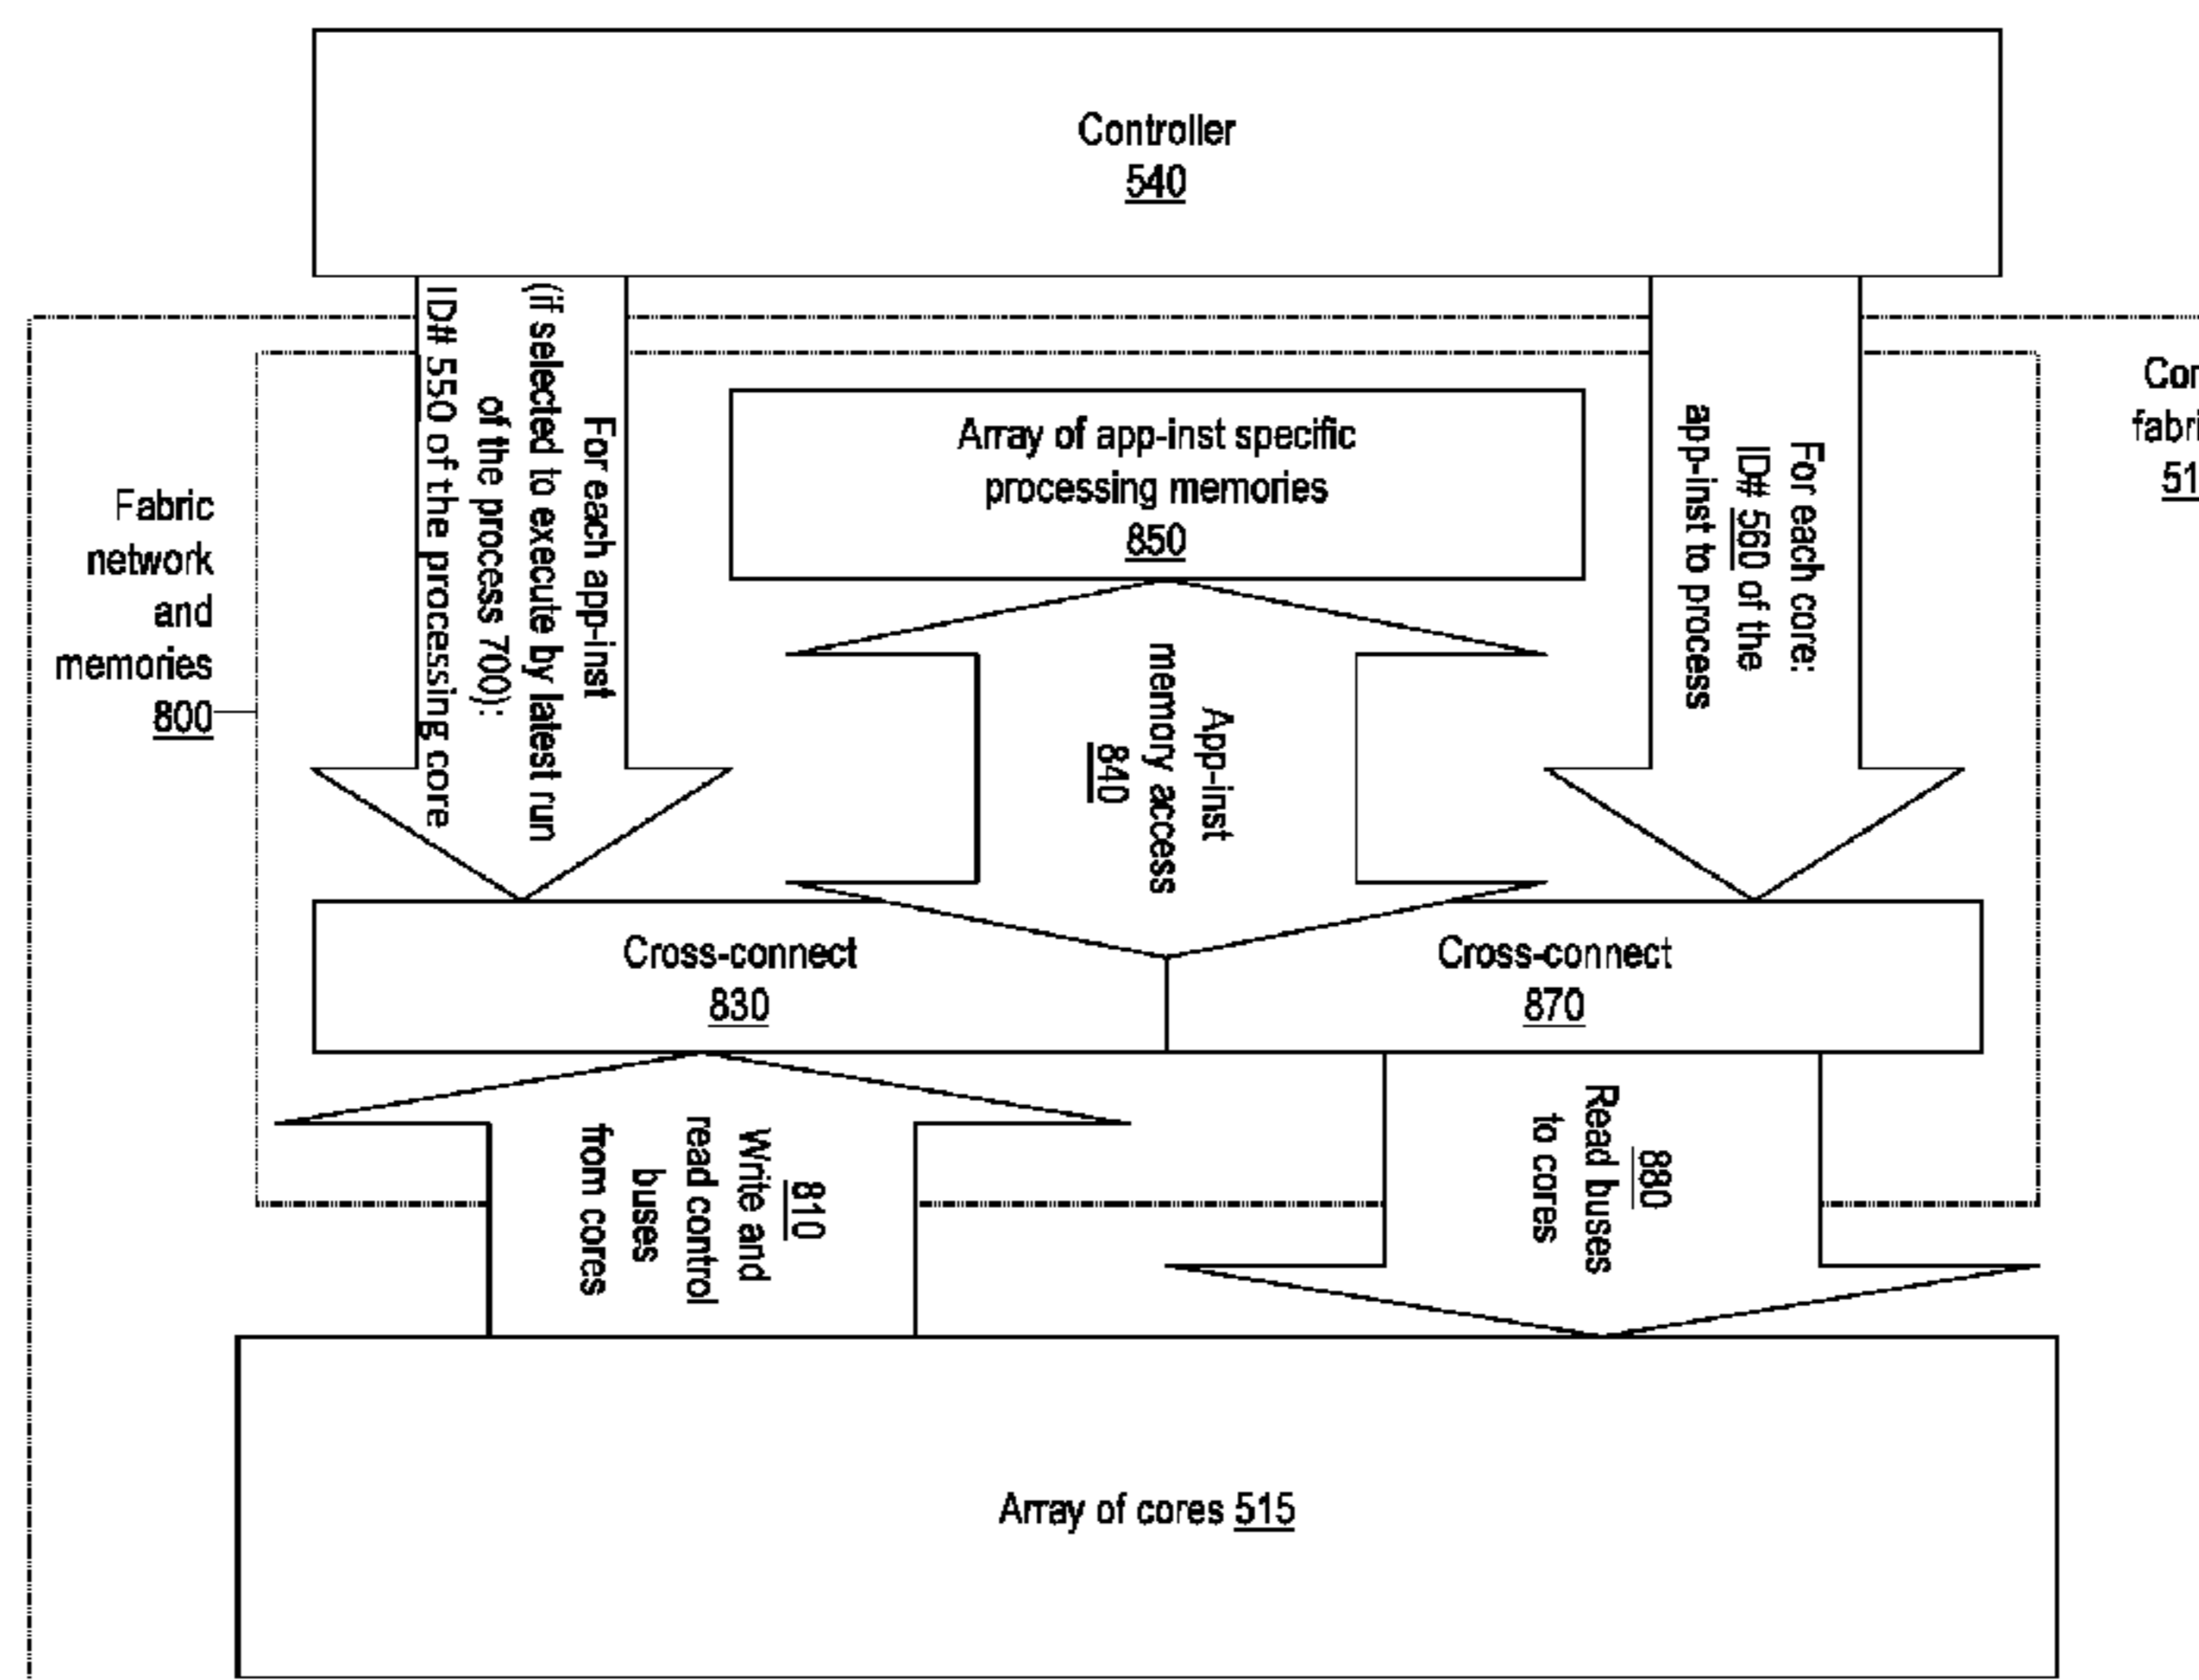 Controller
540
For each app-inst
(if selected to execute by latest run
of the process 700):
ID# 550 of the processing core
For each core:
ID# 560 of the
app-inst to process
Array of app-inst specific
processing memories
850
Fabric
network
and
memories
800
App-inst
memory access
840
Cross-connect
830
Cross-connect
870
810
Write and
read control
buses
from cores
880
Read buses
to cores
Array of cores 515